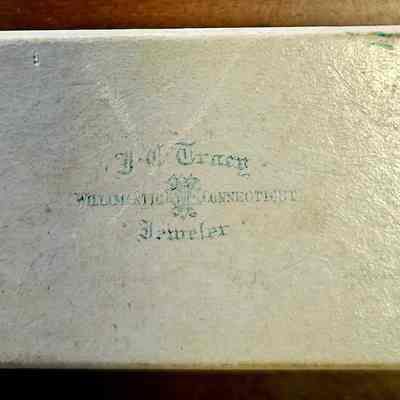 J. C. Tracy
WILLIMANTIC CONNECTICUT
Jeweler